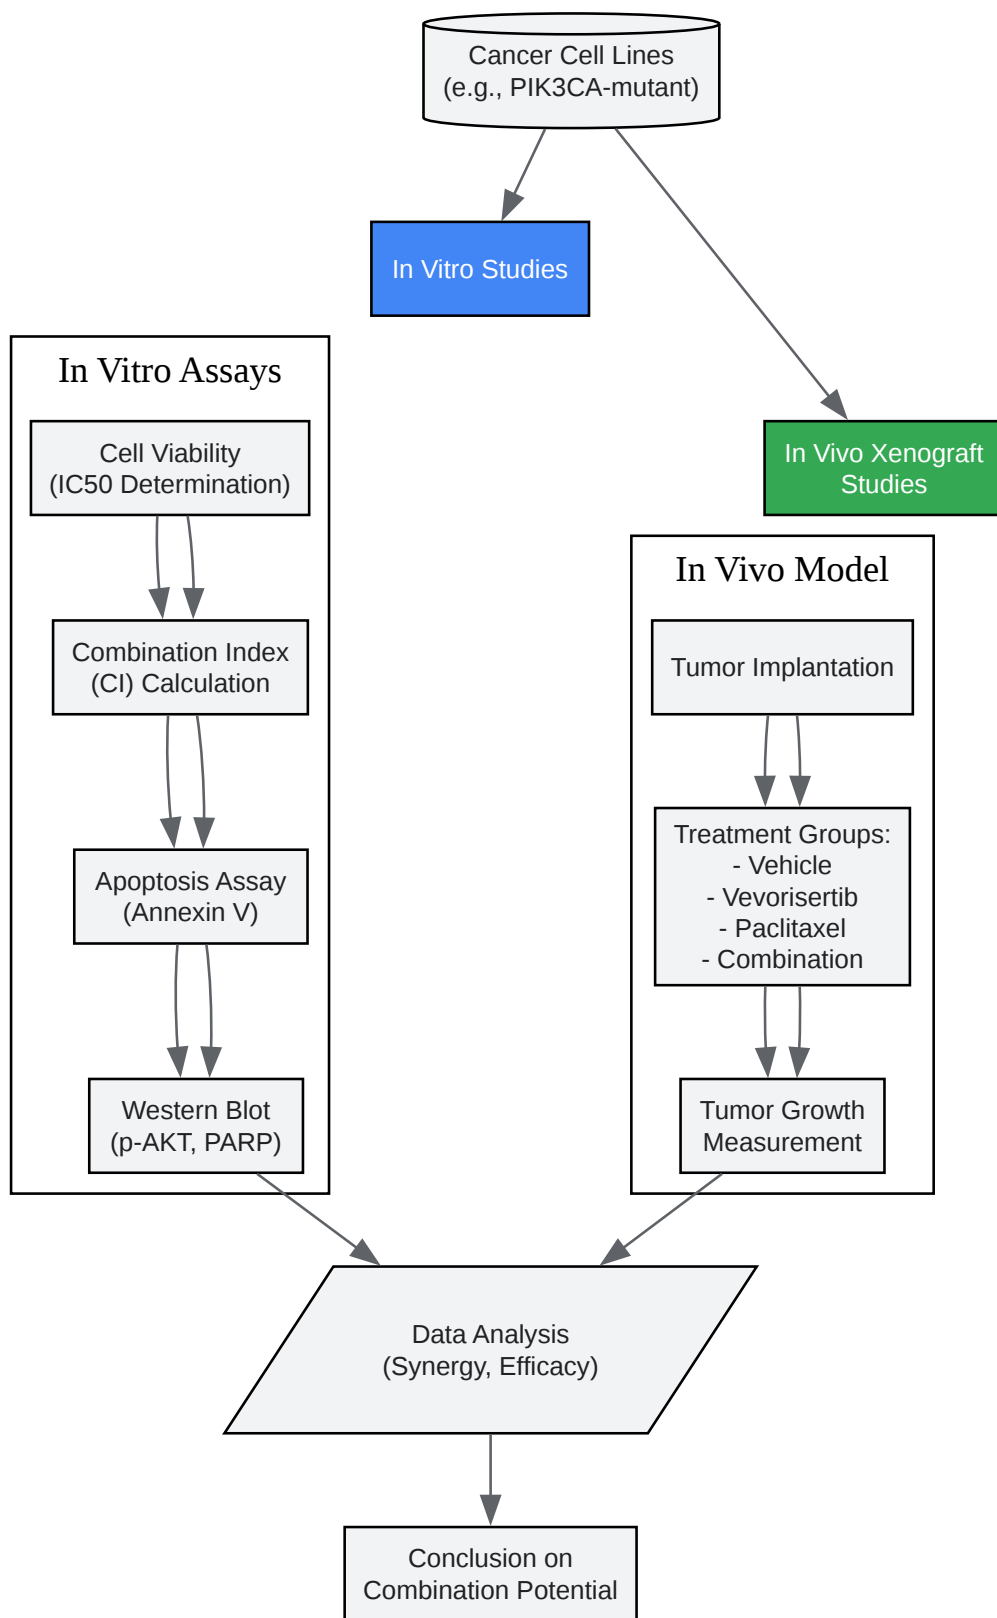 Cancer Cell Lines
(e.g., PIK3CA-mutant)
In Vitro Studies
In Vitro Assays
Cell Viability
(IC50 Determination)
Combination Index
(CI) Calculation
Apoptosis Assay
(Annexin V)
Western Blot
(p-AKT, PARP)
In Vivo Xenograft
Studies
In Vivo Model
Tumor Implantation
Treatment Groups:
- Vehicle
- Vevorisertib
- Paclitaxel
- Combination
Tumor Growth
Measurement
Data Analysis
(Synergy, Efficacy)
Conclusion on
Combination Potential